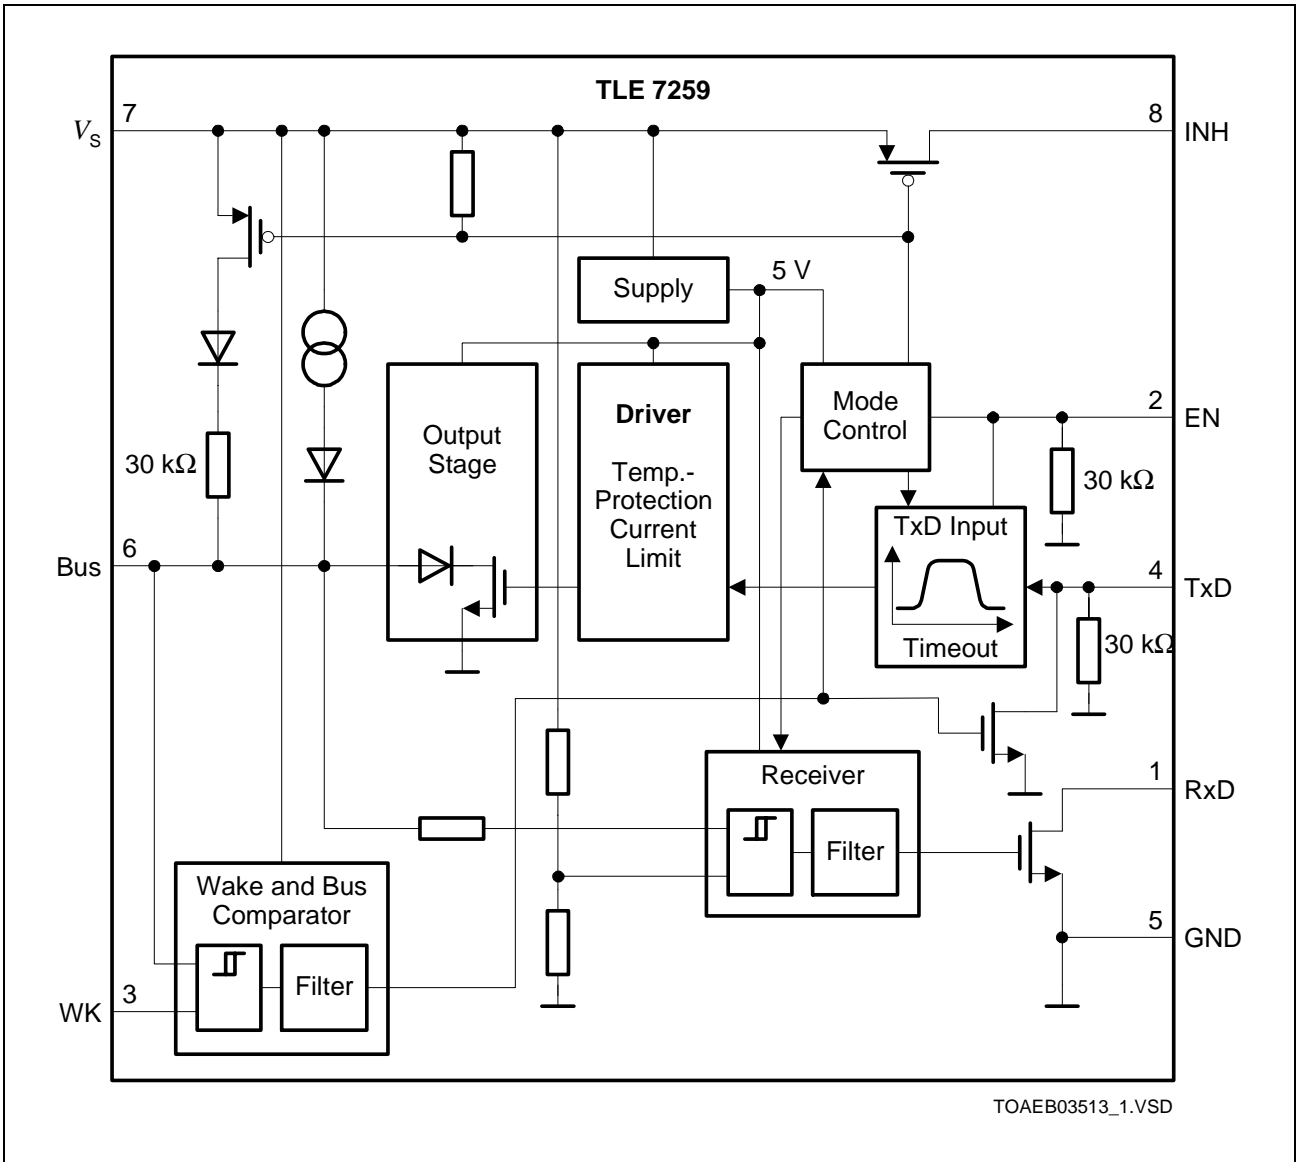 TLE 7259
7
V_S
8
INH
Supply
5 V
Mode
Control
2
EN
30 kΩ
Output
Stage
Driver
Temp.-
Protection
Current
Limit
30 kΩ
TxD Input
Timeout
6
Bus
4
TxD
30 kΩ
Receiver
Filter
1
RxD
Wake and Bus
Comparator
Filter
5
GND
3
WK
TOAEB03513_1.VSD